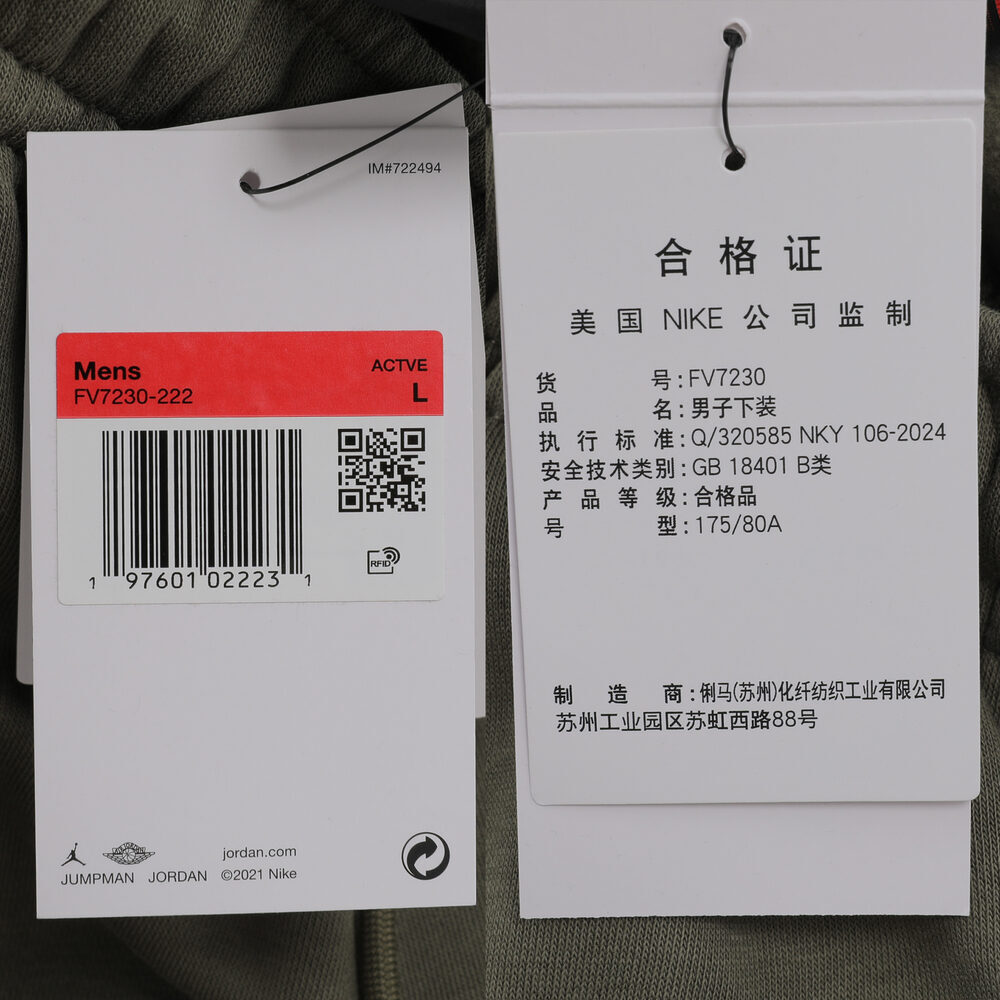 IM#722494
Mens
ACTVE
FV7230-222
L
RFID
1 97601 02223 1
jordan.com
JUMPMAN JORDAN ©2021 Nike
合格证
美国 NIKE 公司监制
货号:FV7230
品名:男子下装
执行标准:Q/320585 NKY 106-2024
安全技术类别:GB 18401 B类
产品等级:合格品
号型:175/80A
制造商:俐马(苏州)化纤纺织工业有限公司
苏州工业园区苏虹西路88号